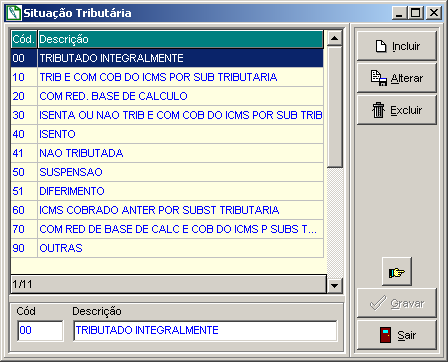 Situação Tributária
Cód. Descrição
00 TRIBUTADO INTEGRALMENTE
10 TRIB E COM COB DO ICMS POR SUB TRIBUTARIA
20 COM RED. BASE DE CALCULO
30 ISENTA OU NAO TRIB E COM COB DO ICMS POR SUB TRIB
40 ISENTO
41 NAO TRIBUTADA
50 SUSPENSAO
51 DIFERIMENTO
60 ICMS COBRADO ANTER POR SUBST TRIBUTARIA
70 COM RED DE BASE DE CALC E COB DO ICMS P SUBS T...
90 OUTRAS
1/11
Cód Descrição
00 TRIBUTADO INTEGRALMENTE
Incluir
Alterar
Excluir
Gravar
Sair